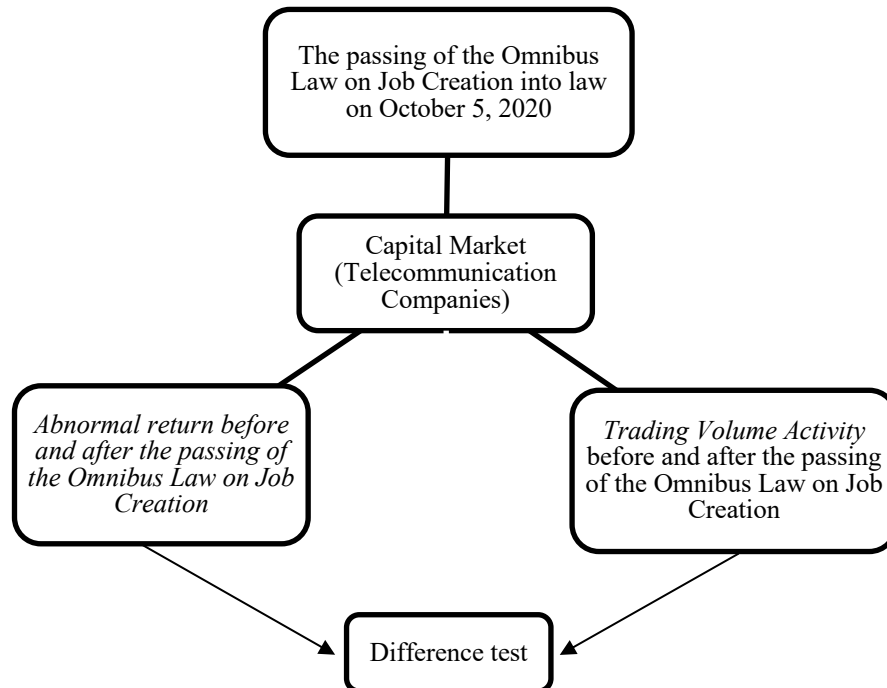 The passing of the Omnibus
Law on Job Creation into law
on October 5, 2020
Capital Market
(Telecommunication
Companies)
Abnormal return before
and after the passing of
the Omnibus Law on Job
Creation
Trading Volume Activity
before and after the passing
of the Omnibus Law on Job
Creation
Difference test